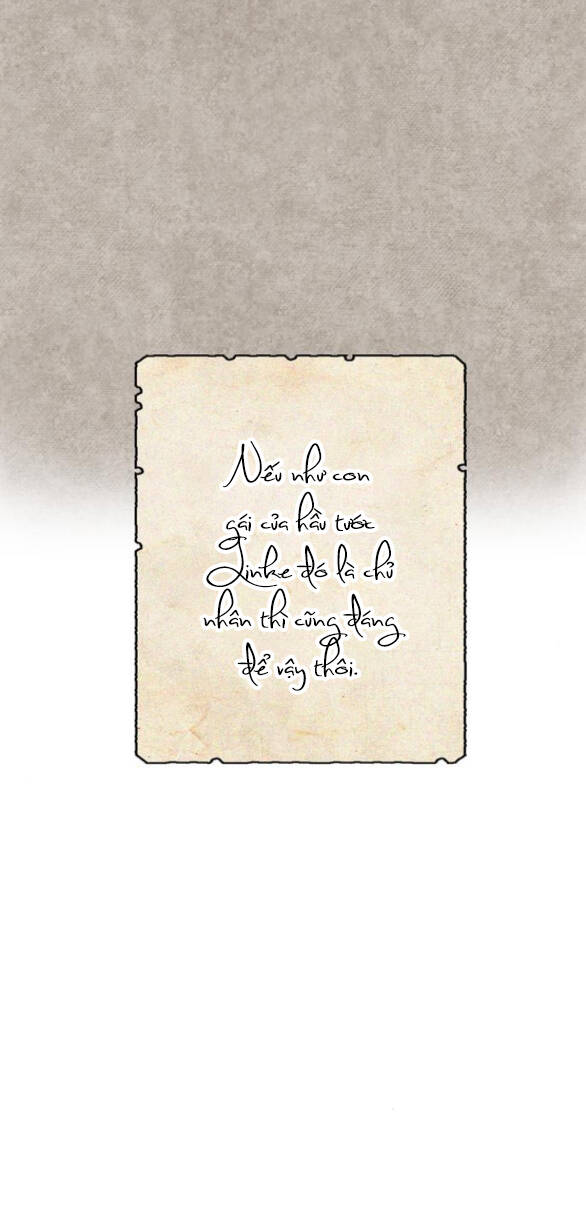 Nếu như con
gái của hầu tước
Linke đó là chủ
nhân thì cũng đáng
để vậy thôi.